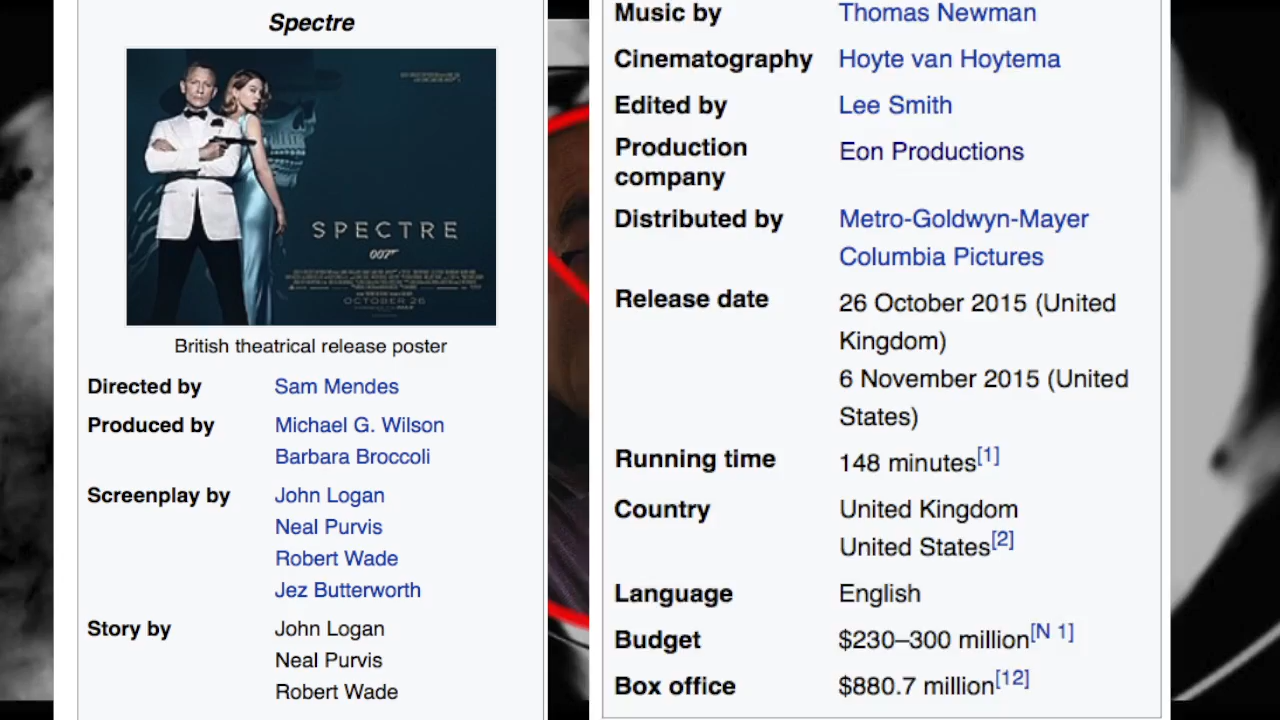 Spectre
SPECTRE
007
OCTOBER 26
British theatrical release poster
Directed by Sam Mendes
Produced by Michael G. Wilson
Barbara Broccoli
Screenplay by John Logan
Neal Purvis
Robert Wade
Jez Butterworth
Story by John Logan
Neal Purvis
Robert Wade
Music by Thomas Newman
Cinematography Hoyte van Hoytema
Edited by Lee Smith
Production Eon Productions
company
Distributed by Metro-Goldwyn-Mayer
Columbia Pictures
Release date 26 October 2015 (United
Kingdom)
6 November 2015 (United
States)
Running time 148 minutes[1]
Country United Kingdom
United States[2]
Language English
Budget $230–300 million[N 1]
Box office $880.7 million[12]